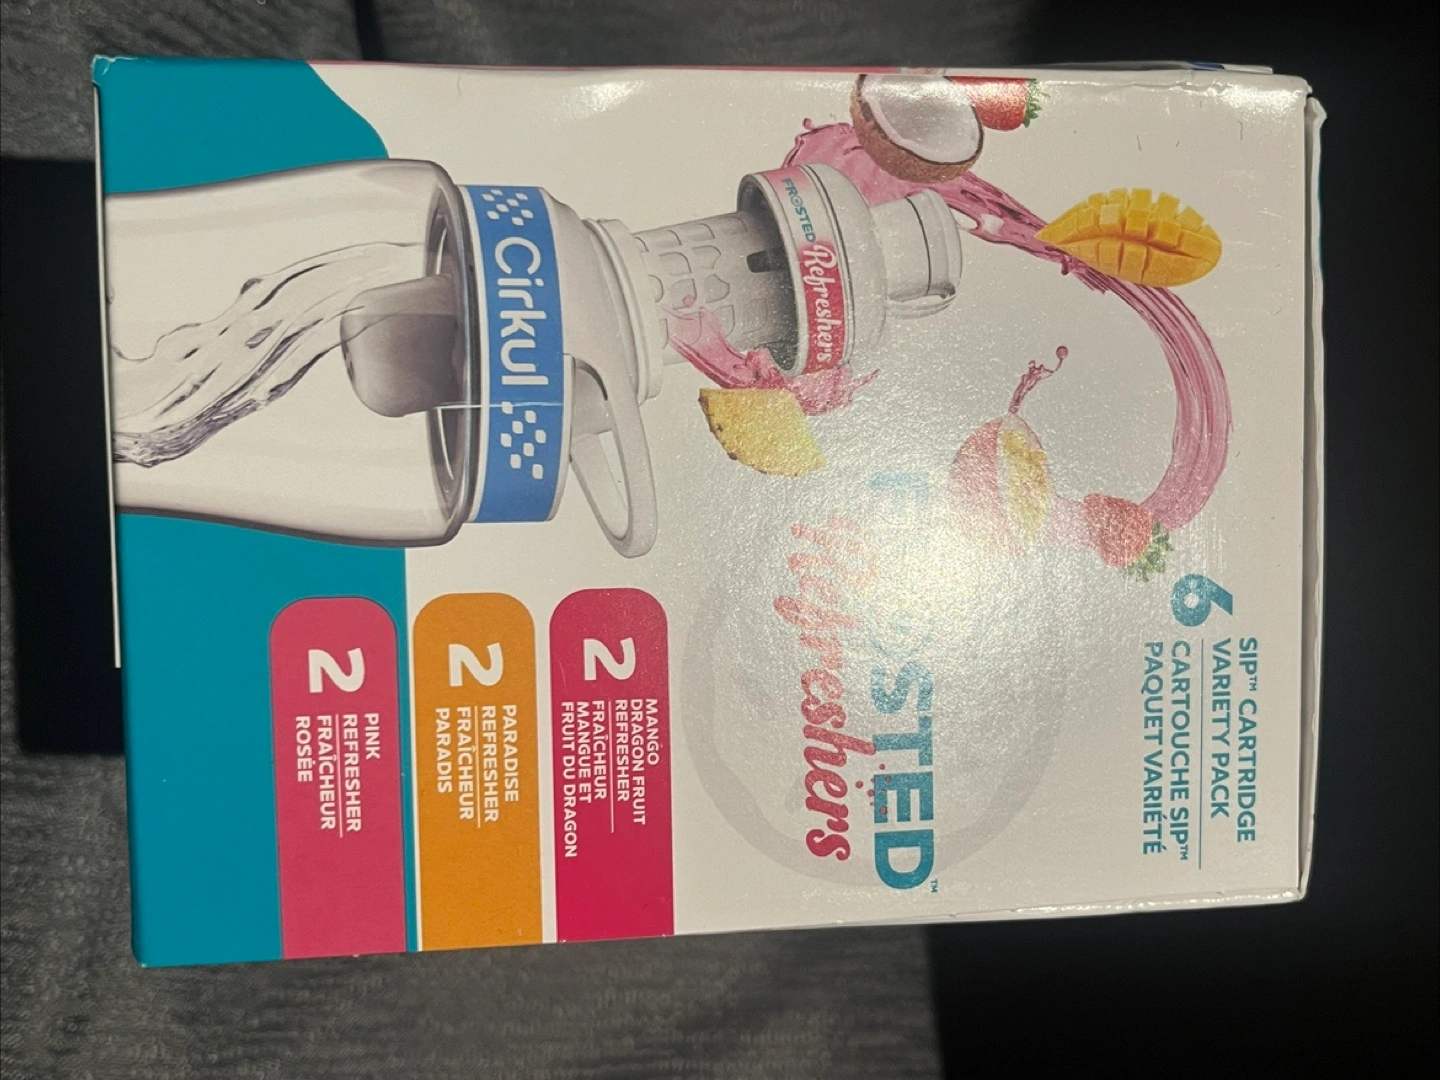 6
SIP™ CARTRIDGE
VARIETY PACK
CARTOUCHE SIP™
PAQUET VARIÉTÉ
FROSTED™
Refreshers
FROSTED
Refreshers
Cirkul
2
MANGO
DRAGON FRUIT
REFRESHER
FRAÎCHEUR
MANGUE ET
FRUIT DU DRAGON
2
PARADISE
REFRESHER
FRAÎCHEUR
PARADIS
2
PINK
REFRESHER
FRAÎCHEUR
ROSÉE